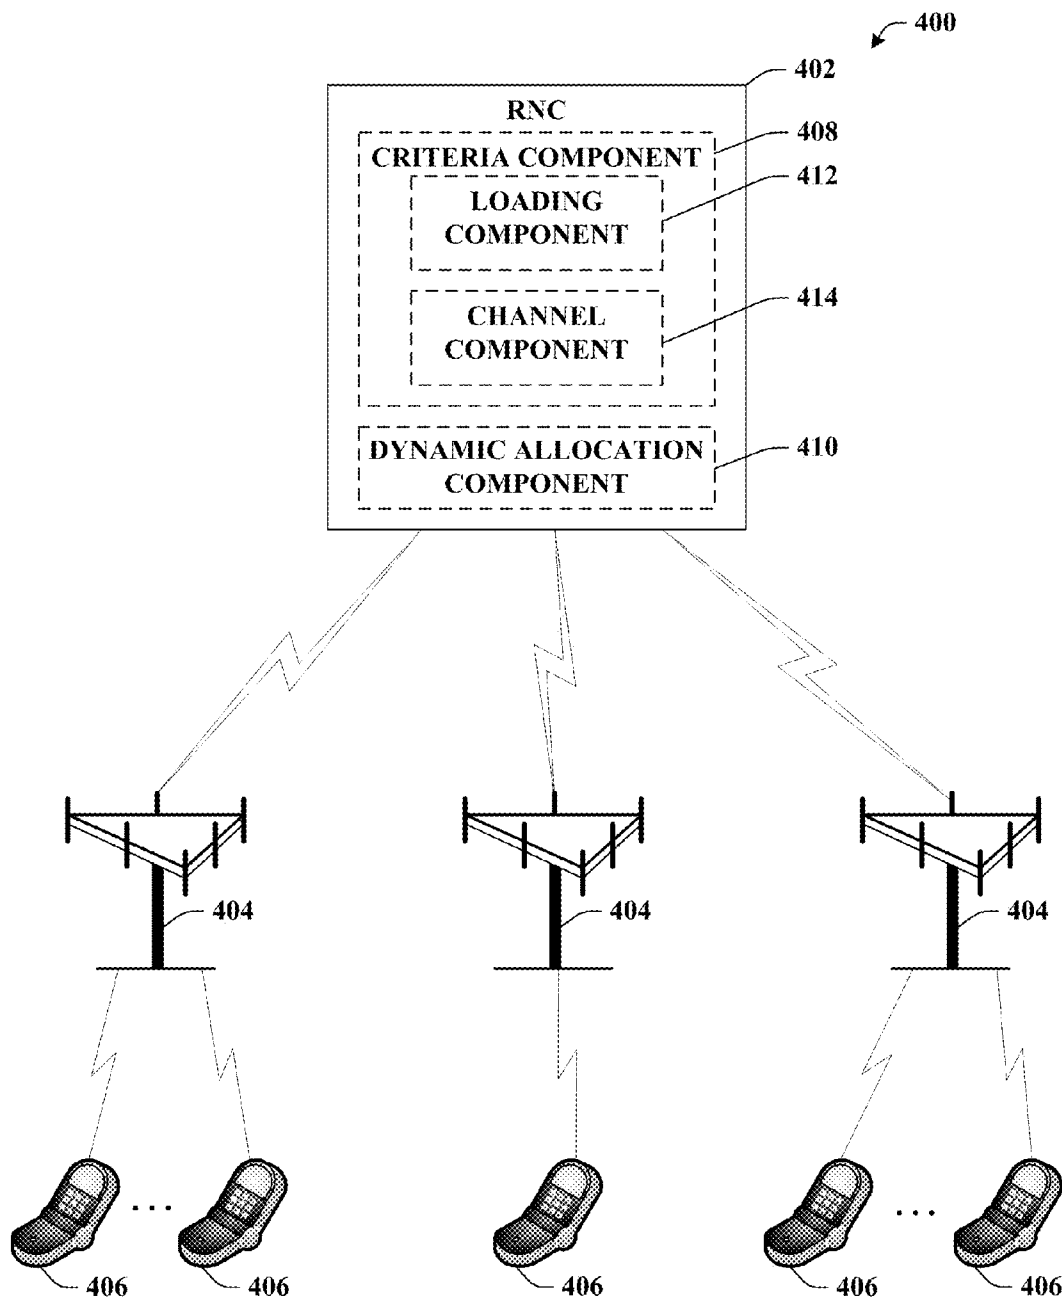 400
402
RNC
408
CRITERIA COMPONENT
412
LOADING
COMPONENT
414
CHANNEL
COMPONENT
410
DYNAMIC ALLOCATION
COMPONENT
404
404
404
...
...
406
406
406
406
406